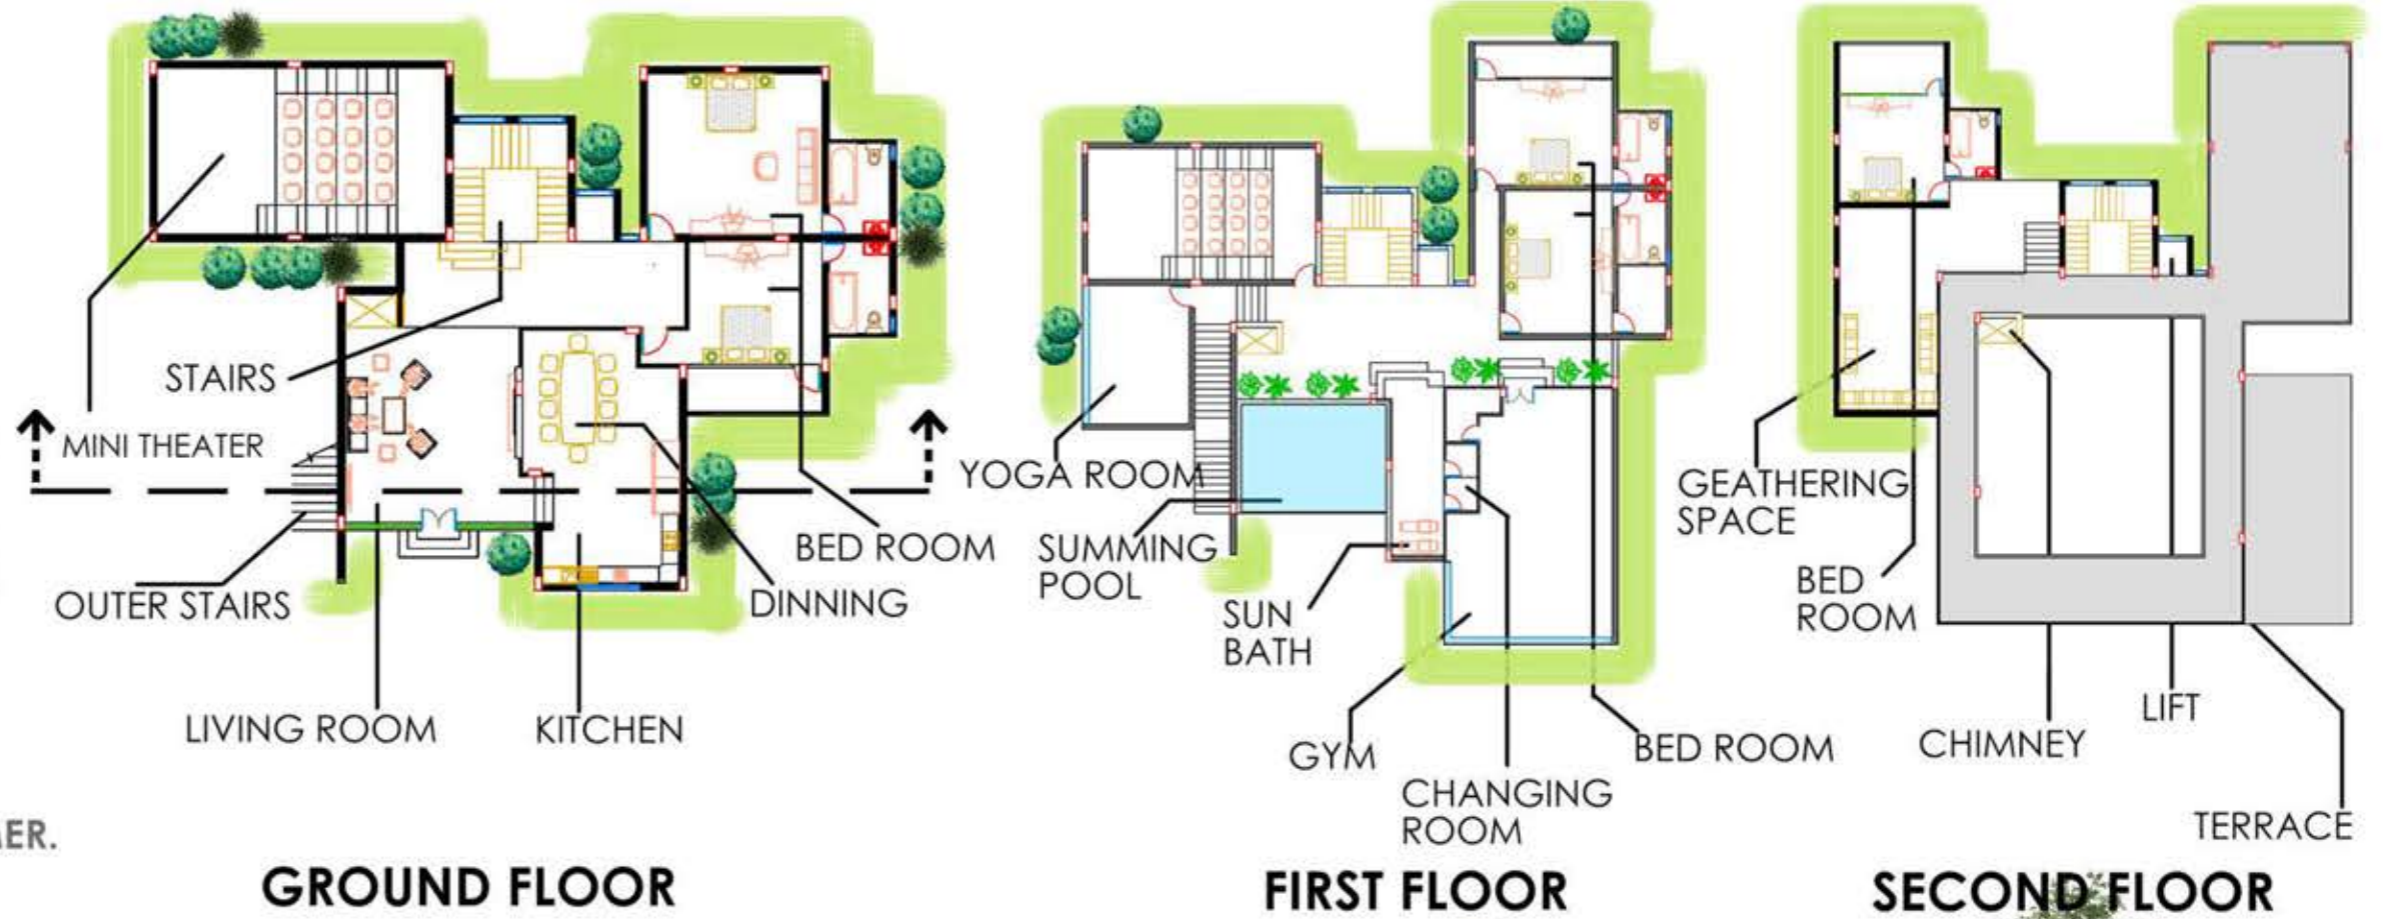 STAIRS
MINI THEATER
OUTER STAIRS
LIVING ROOM
KITCHEN
BED ROOM
DINNING
GROUND FLOOR
YOGA ROOM
SUMMING
POOL
SUN
BATH
GYM
CHANGING
ROOM
BED ROOM
FIRST FLOOR
GEATHERING
SPACE
BED
ROOM
CHIMNEY
LIFT
TERRACE
SECOND FLOOR